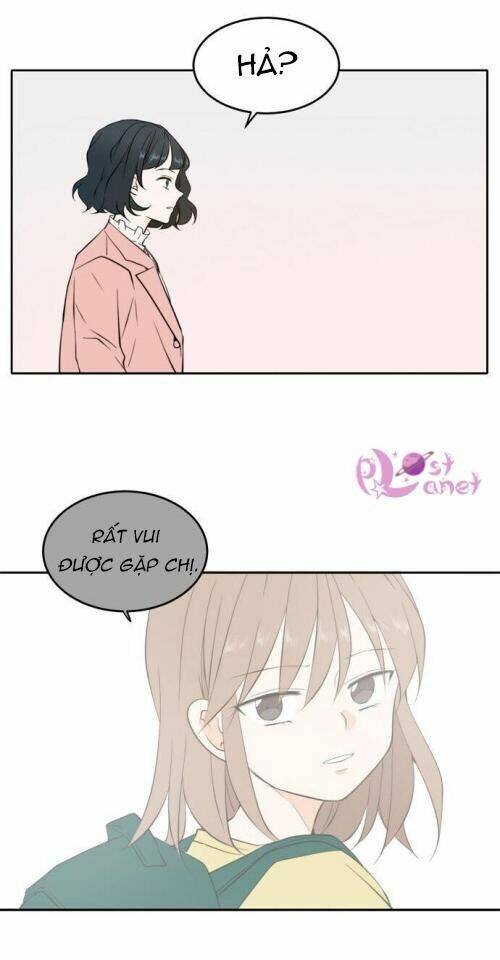 HẢ?
Lost
Planet
RẤT VUI
ĐƯỢC GẶP CHỊ.